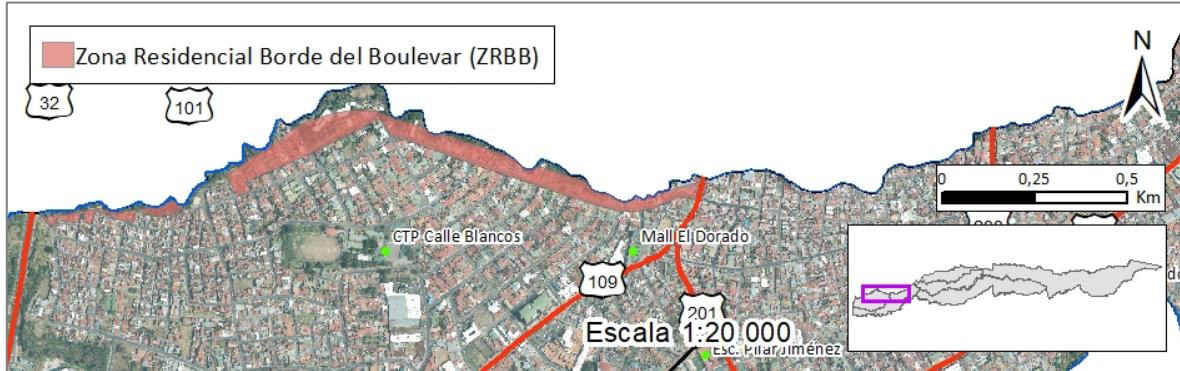 Zona Residencial Borde del Boulevar (ZRBB)
N
32
101
0 0,25 0,5
Km
CTP Calle Blancos
Mall El Dorado
109
201
Escala 1:20 000
Esc. Pilar Jiménez